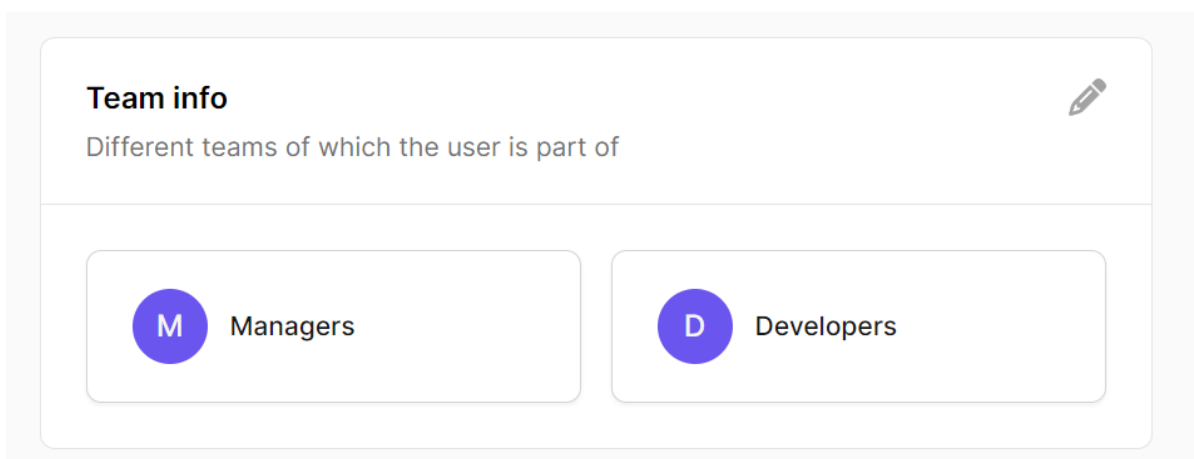 Team info
Different teams of which the user is part of
M Managers
D Developers